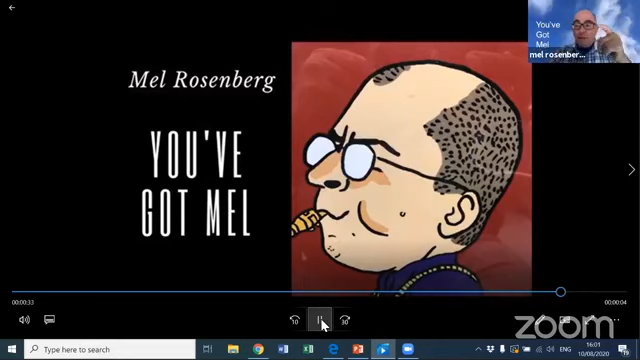 You've
Got
Mel
mel rosenber...
Mel Rosenberg
YOU'VE
GOT MEL
00:00:33
00:00:04
10
30
zoom
Type here to search
ENG
16:01
10/08/2020